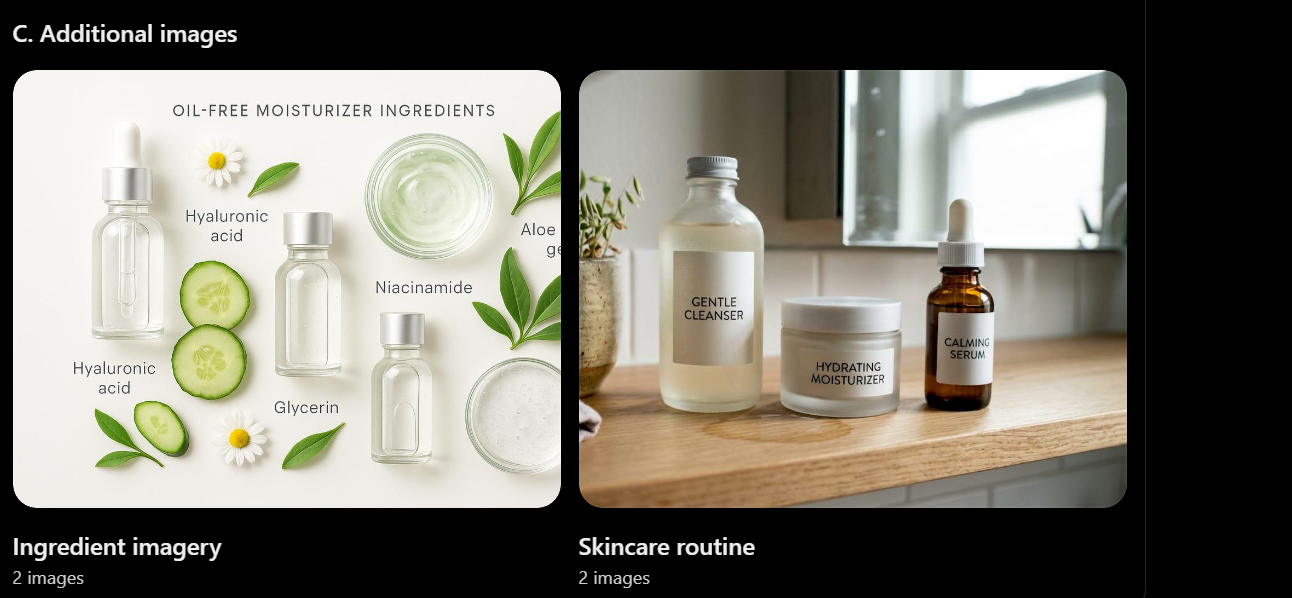 C. Additional images
OIL-FREE MOISTURIZER INGREDIENTS
Hyaluronic
acid
Aloe
Niacinamide
Hyaluronic
acid
Glycerin
GENTLE
CLEANSER
HYDRATING
MOISTURIZER
CALMING
SERUM
Ingredient imagery
2 images
Skincare routine
2 images